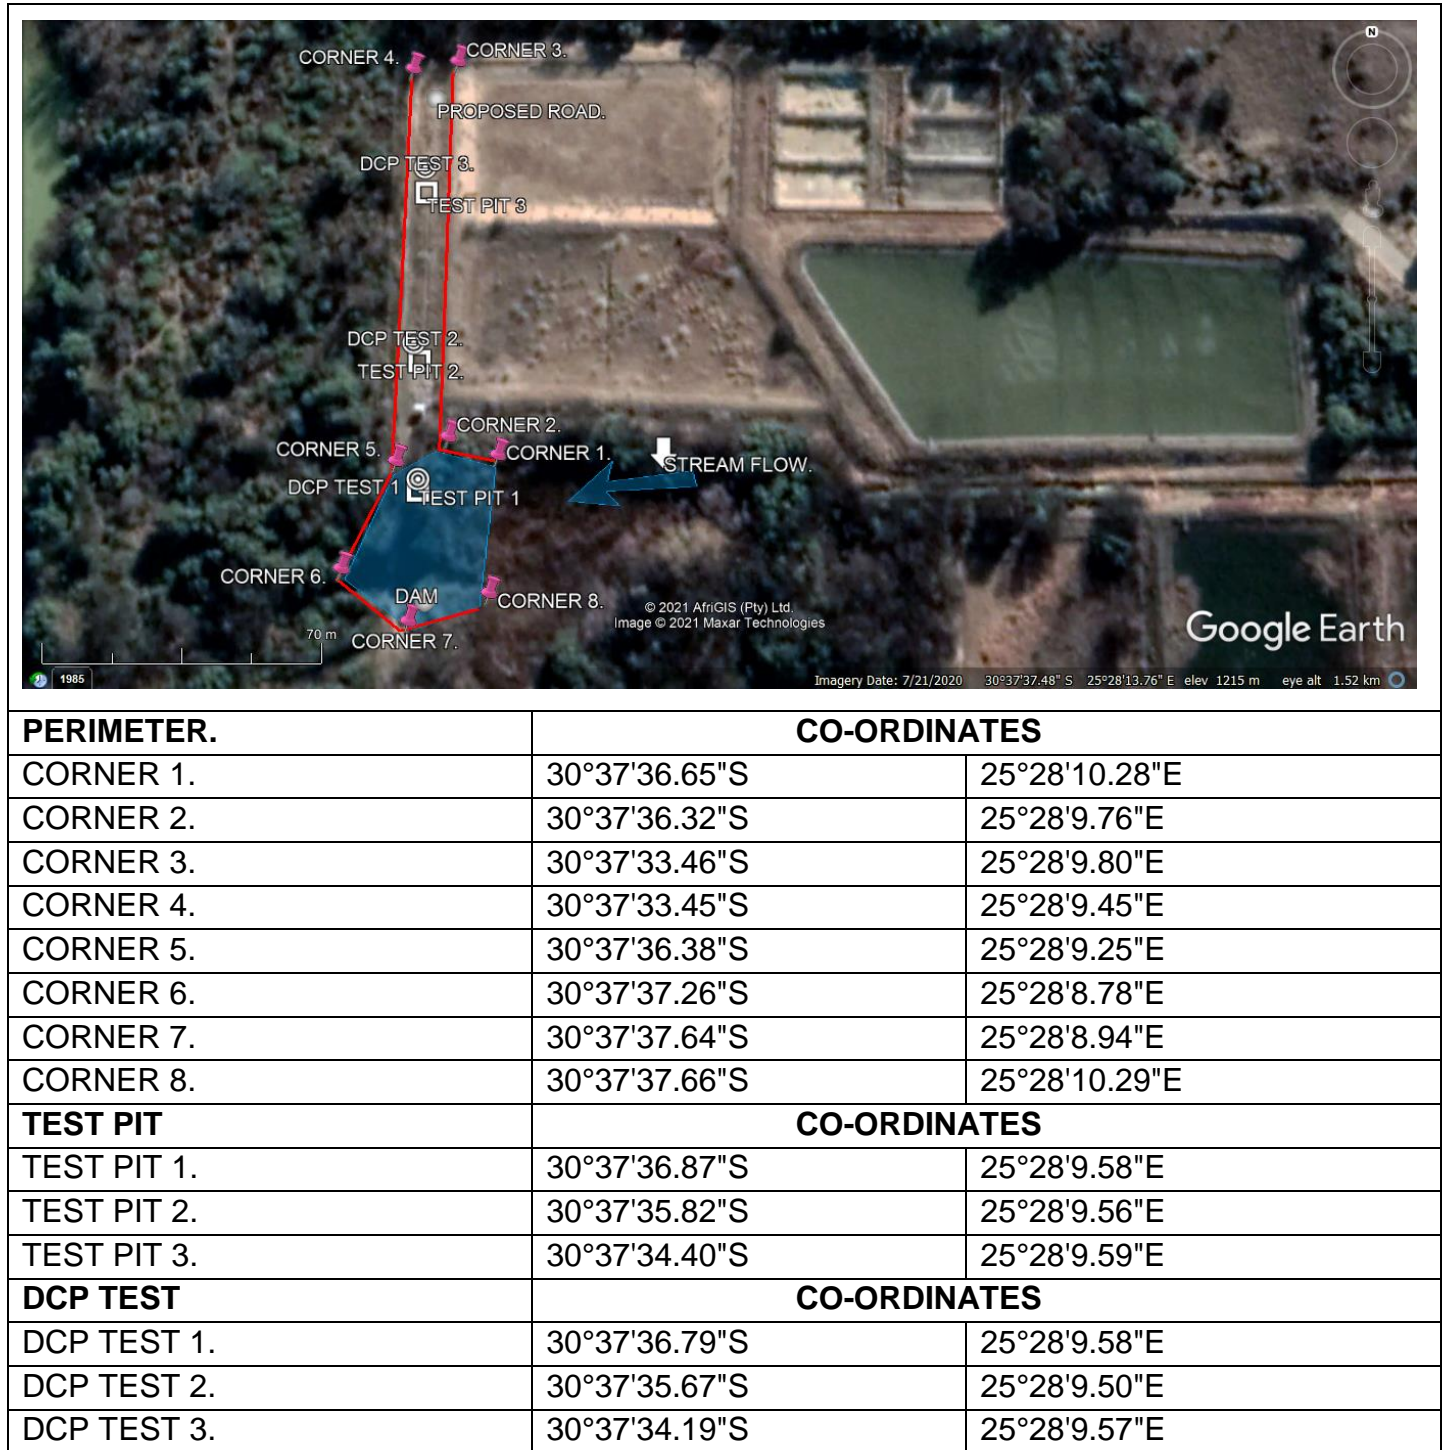 N
CORNER 4.
CORNER 3.
PROPOSED ROAD.
DCP TEST 3.
TEST PIT 3
DCP TEST 2.
TEST PIT 2.
CORNER 2.
CORNER 5.
CORNER 1.
STREAM FLOW.
DCP TEST 1
TEST PIT 1
CORNER 6.
DAM
CORNER 8.
© 2021 AfriGIS (Pty) Ltd.
Image © 2021 Maxar Technologies
Google Earth
70 m
CORNER 7.
1985
Imagery Date: 7/21/2020 30°37'37.48" S 25°28'13.76" E elev 1215 m eye alt 1.52 km
PERIMETER. CO-ORDINATES
CORNER 1. 30°37'36.65"S 25°28'10.28"E
CORNER 2. 30°37'36.32"S 25°28'9.76"E
CORNER 3. 30°37'33.46"S 25°28'9.80"E
CORNER 4. 30°37'33.45"S 25°28'9.45"E
CORNER 5. 30°37'36.38"S 25°28'9.25"E
CORNER 6. 30°37'37.26"S 25°28'8.78"E
CORNER 7. 30°37'37.64"S 25°28'8.94"E
CORNER 8. 30°37'37.66"S 25°28'10.29"E
TEST PIT CO-ORDINATES
TEST PIT 1. 30°37'36.87"S 25°28'9.58"E
TEST PIT 2. 30°37'35.82"S 25°28'9.56"E
TEST PIT 3. 30°37'34.40"S 25°28'9.59"E
DCP TEST CO-ORDINATES
DCP TEST 1. 30°37'36.79"S 25°28'9.58"E
DCP TEST 2. 30°37'35.67"S 25°28'9.50"E
DCP TEST 3. 30°37'34.19"S 25°28'9.57"E